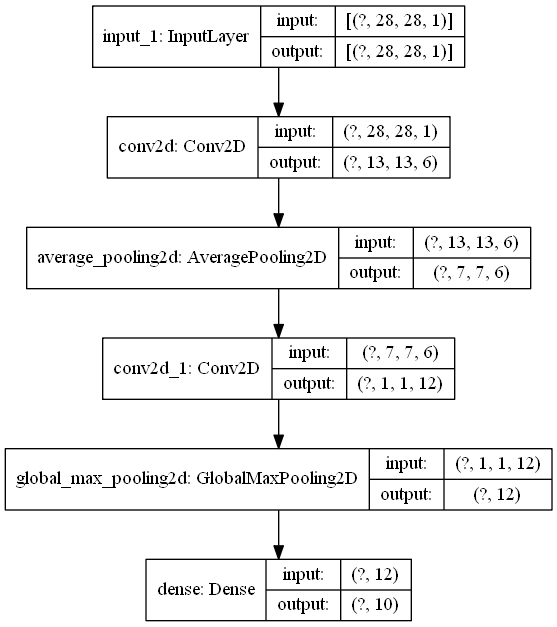 input_1: InputLayer
input: [(?, 28, 28, 1)]
output: [(?, 28, 28, 1)]
conv2d: Conv2D
input: (?, 28, 28, 1)
output: (?, 13, 13, 6)
average_pooling2d: AveragePooling2D
input: (?, 13, 13, 6)
output: (?, 7, 7, 6)
conv2d_1: Conv2D
input: (?, 7, 7, 6)
output: (?, 1, 1, 12)
global_max_pooling2d: GlobalMaxPooling2D
input: (?, 1, 1, 12)
output: (?, 12)
dense: Dense
input: (?, 12)
output: (?, 10)